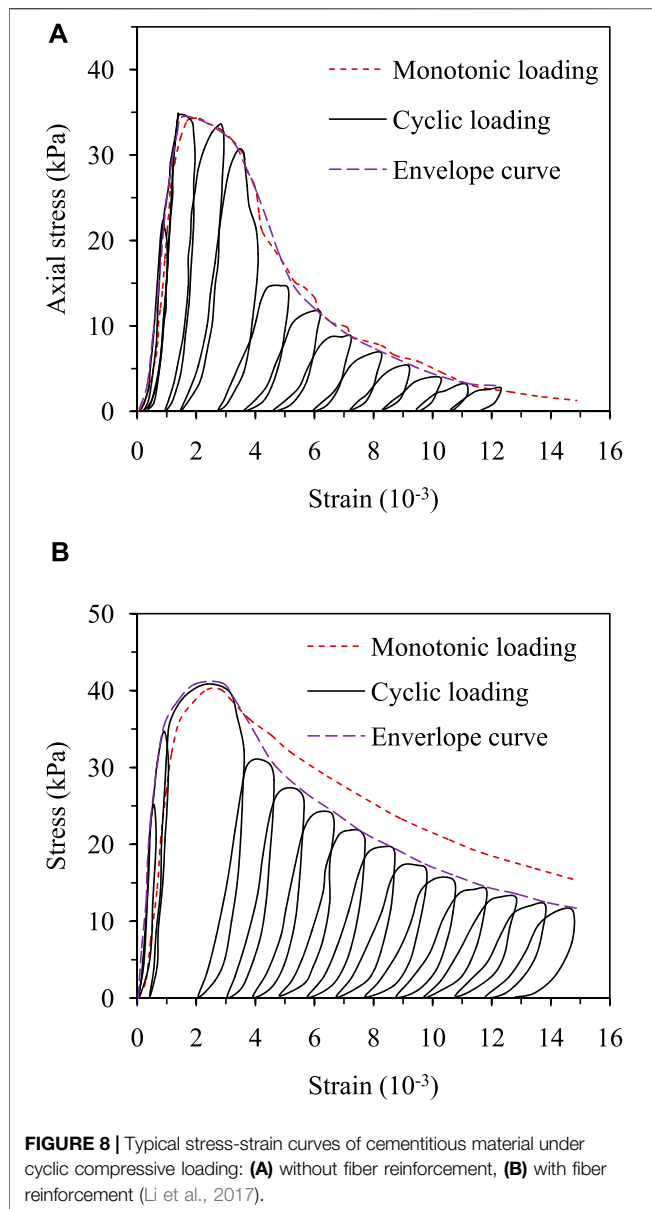 A
Axial stress (kPa)
40
30
20
10
0
Monotonic loading
Cyclic loading
Envelope curve
0 2 4 6 8 10 12 14 16
Strain (10-3)
B
Stress (kPa)
50
40
30
20
10
0
Monotonic loading
Cyclic loading
Enverlope curve
0 2 4 6 8 10 12 14 16
Strain (10-3)
FIGURE 8 | Typical stress-strain curves of cementitious material under
cyclic compressive loading: (A) without fiber reinforcement, (B) with fiber
reinforcement (Li et al., 2017).